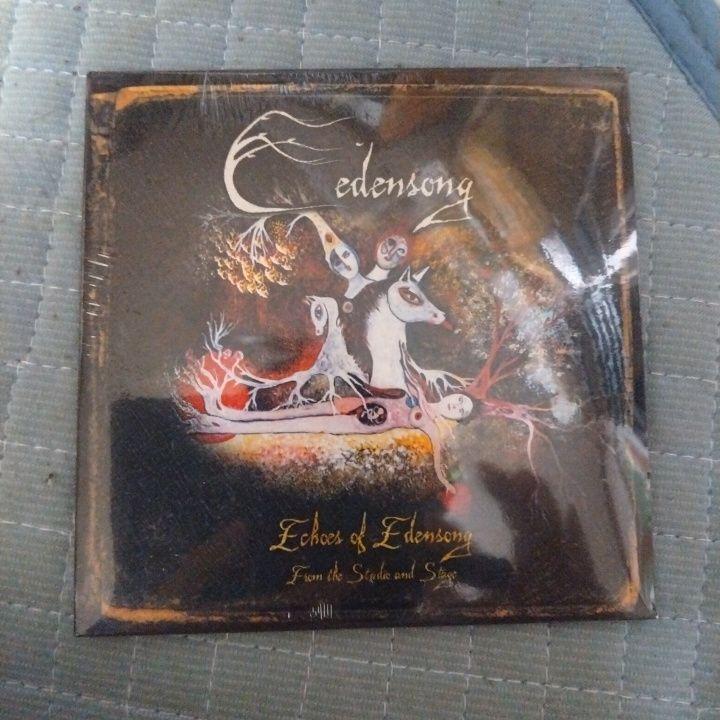 edensong
Echoes of Edensong
From the Studio and Stage